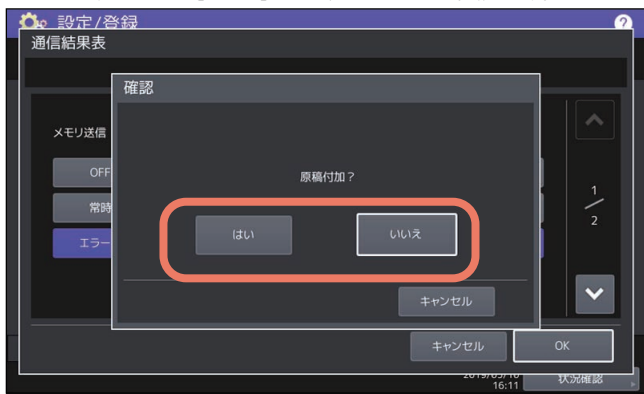 設定/登録
?
通信結果表
確認
メモリ送信
原稿付加？
OFF
常時
エラー
はい
いいえ
1
2
キャンセル
キャンセル
OK
16:11
状況確認